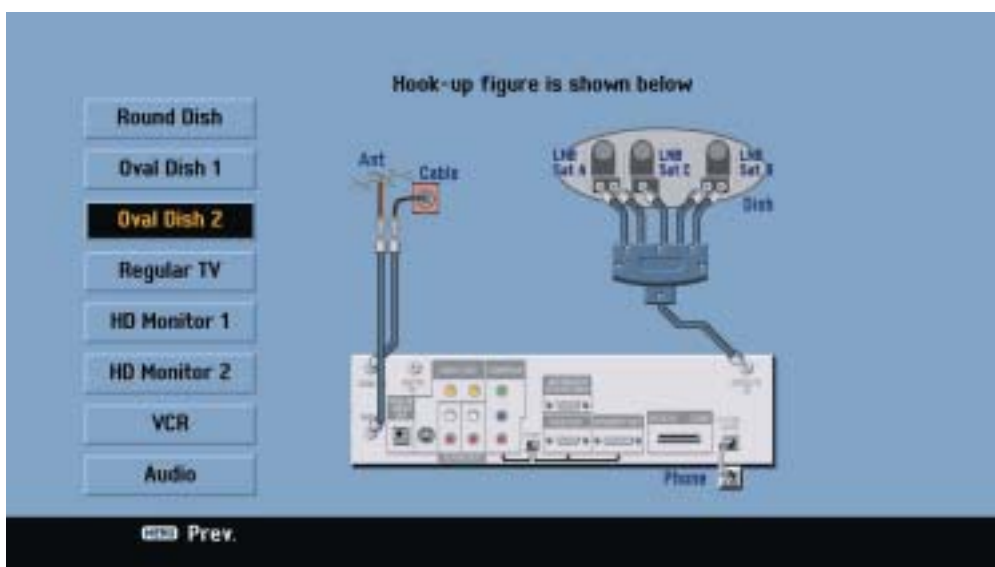 Hook-up figure is shown below
Round Dish
Oval Dish 1
Oval Dish 2
Regular TV
HD Monitor 1
HD Monitor 2
VCR
Audio
Ant
Cable
LNB
Sat A
LNB
Sat C
LNB
Sat B
Dish
Phone
MENU Prev.